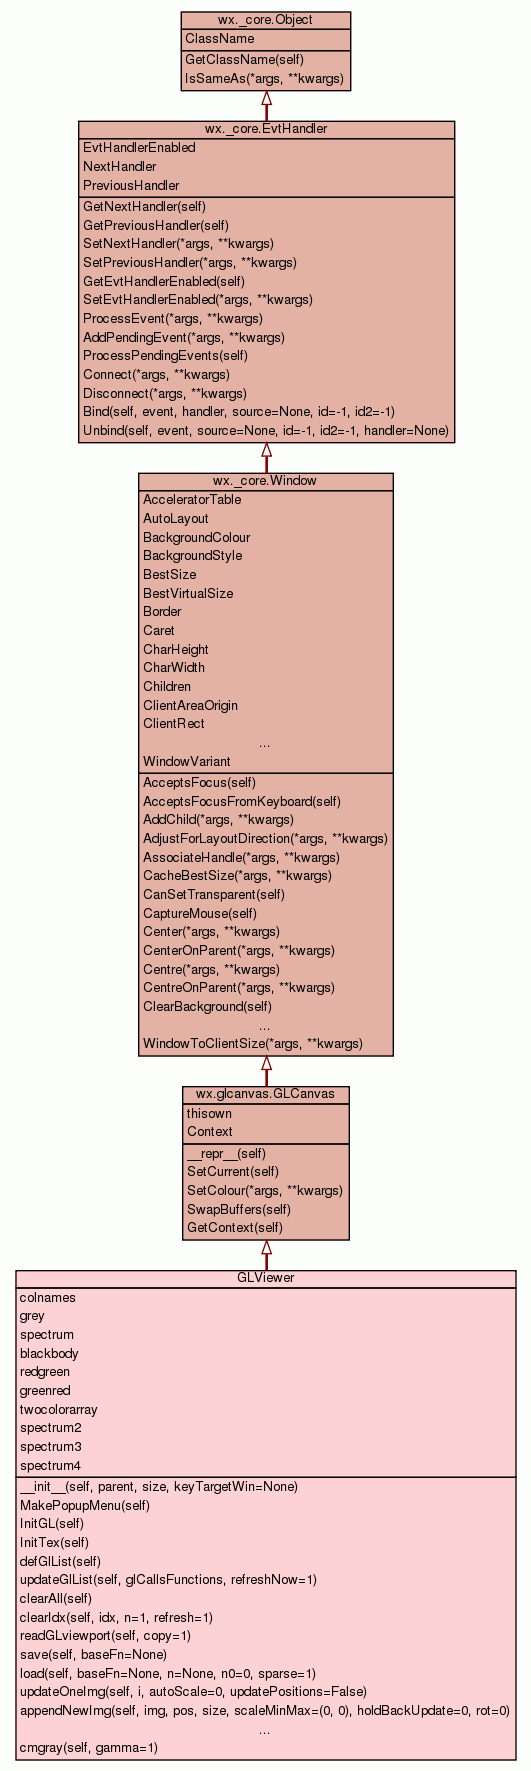 wx._core.Object
ClassName
GetClassName(self)
IsSameAs(*args, **kwargs)
wx._core.EvtHandler
EvtHandlerEnabled
NextHandler
PreviousHandler
GetNextHandler(self)
GetPreviousHandler(self)
SetNextHandler(*args, **kwargs)
SetPreviousHandler(*args, **kwargs)
GetEvtHandlerEnabled(self)
SetEvtHandlerEnabled(*args, **kwargs)
ProcessEvent(*args, **kwargs)
AddPendingEvent(*args, **kwargs)
ProcessPendingEvents(self)
Connect(*args, **kwargs)
Disconnect(*args, **kwargs)
Bind(self, event, handler, source=None, id=-1, id2=-1)
Unbind(self, event, source=None, id=-1, id2=-1, handler=None)
wx._core.Window
AcceleratorTable
AutoLayout
BackgroundColour
BackgroundStyle
BestSize
BestVirtualSize
Border
Caret
CharHeight
CharWidth
Children
ClientAreaOrigin
ClientRect
...
WindowVariant
AcceptsFocus(self)
AcceptsFocusFromKeyboard(self)
AddChild(*args, **kwargs)
AdjustForLayoutDirection(*args, **kwargs)
AssociateHandle(*args, **kwargs)
CacheBestSize(*args, **kwargs)
CanSetTransparent(self)
CaptureMouse(self)
Center(*args, **kwargs)
CenterOnParent(*args, **kwargs)
Centre(*args, **kwargs)
CentreOnParent(*args, **kwargs)
ClearBackground(self)
...
WindowToClientSize(*args, **kwargs)
wx.glcanvas.GLCanvas
thisown
Context
__repr__(self)
SetCurrent(self)
SetColour(*args, **kwargs)
SwapBuffers(self)
GetContext(self)
GLViewer
colnames
grey
spectrum
blackbody
redgreen
greenred
twocolorarray
spectrum2
spectrum3
spectrum4
__init__(self, parent, size, keyTargetWin=None)
MakePopupMenu(self)
InitGL(self)
InitTex(self)
defGlList(self)
updateGlList(self, glCallsFunctions, refreshNow=1)
clearAll(self)
clearIdx(self, idx, n=1, refresh=1)
readGLviewport(self, copy=1)
save(self, baseFn=None)
load(self, baseFn=None, n=None, n0=0, sparse=1)
updateOneImg(self, i, autoScale=0, updatePositions=False)
appendNewImg(self, img, pos, size, scaleMinMax=(0, 0), holdBackUpdate=0, rot=0)
...
cmgray(self, gamma=1)